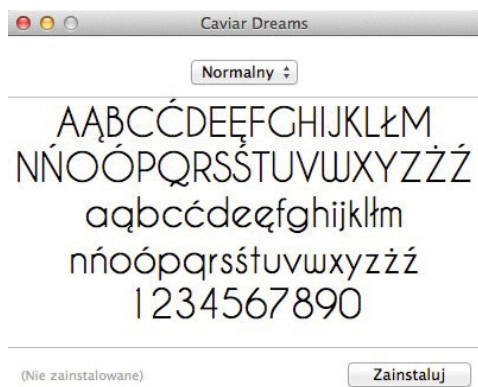 Caviar Dreams
Normalny
AĄBCĆDEĘFGHIJKLŁM
NŃOÓPQRSŚTUVWXYZŻŹ
aąbcćdeęfghijklłm
nńoópqrsśtuvwxyzżź
1234567890
(Nie zainstalowane)
Zainstaluj